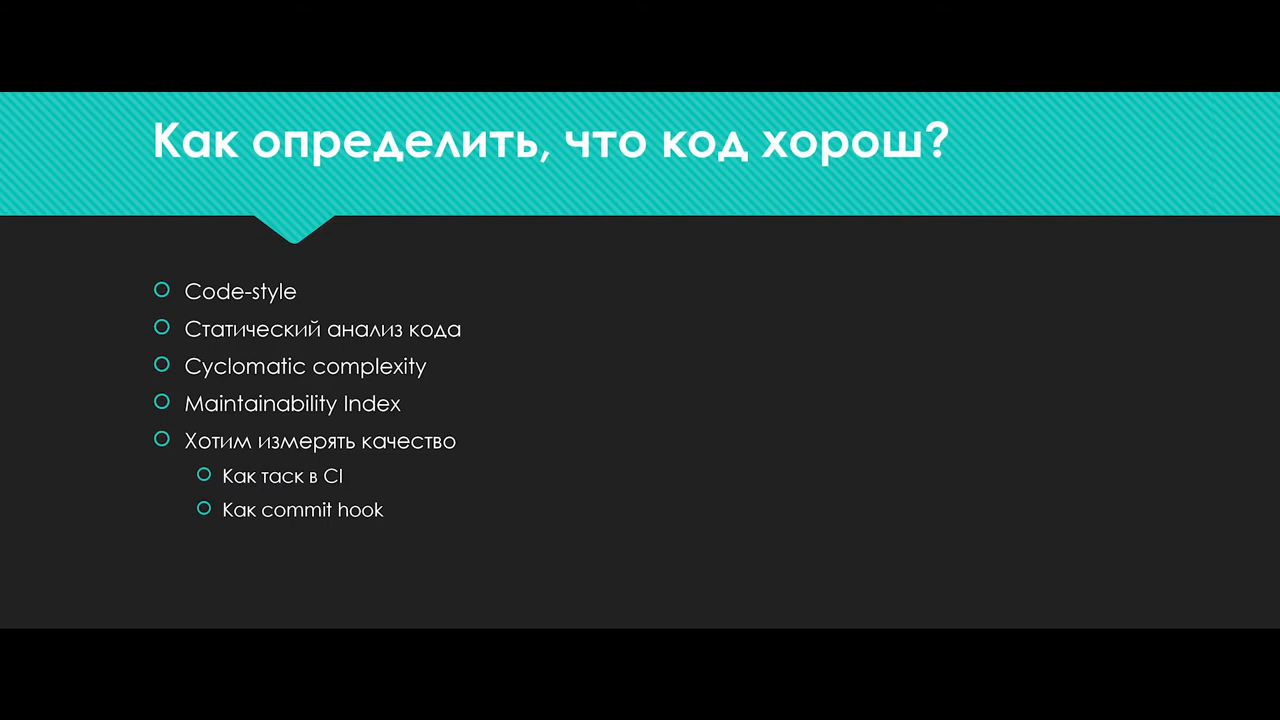 Как определить, что код хорош?
Code-style
Статический анализ кода
Cyclomatic complexity
Maintainability Index
Хотим измерять качество
Как таск в CI
Как commit hook